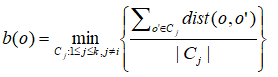 b(o) = min_{C_j:1≤j≤k,j≠i} { ∑_{o'∈C_j} dist(o,o') / | C_j | }